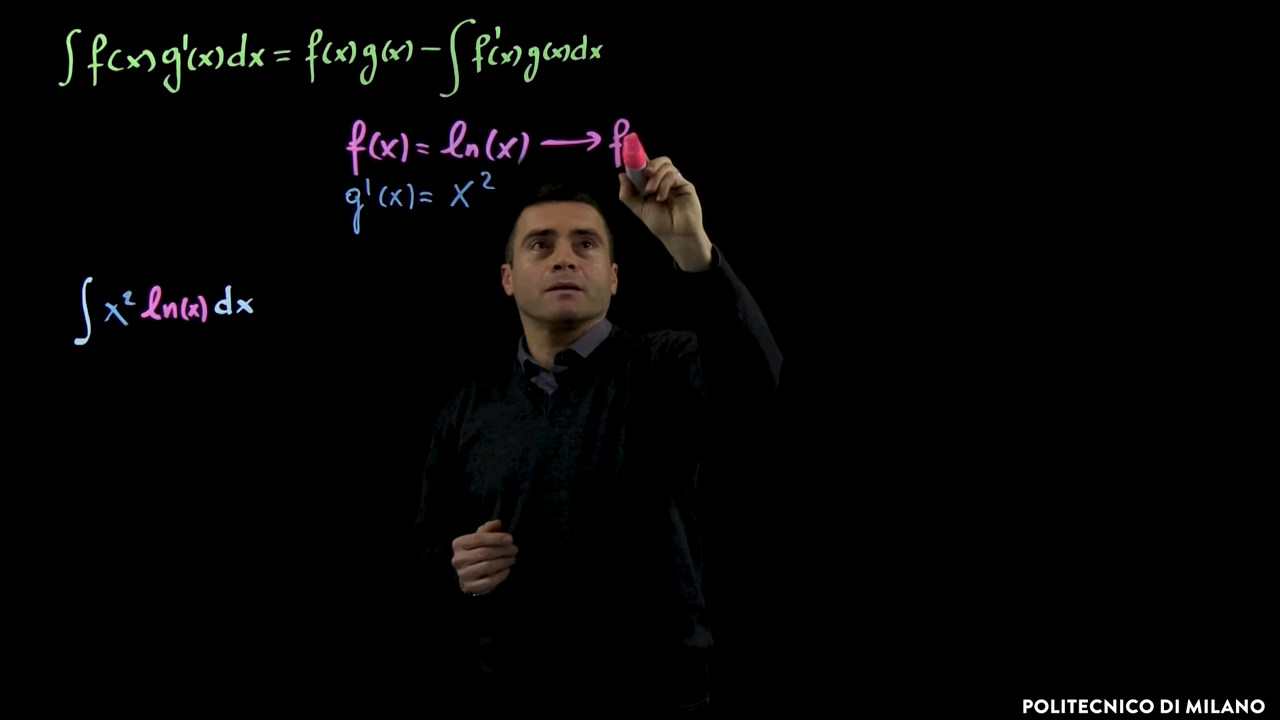 ∫ f(x) g'(x) dx = f(x) g(x) − ∫ f'(x) g(x) dx
f(x) = ln(x) ⟶ f
g'(x) = x²
∫ x² ln(x) dx
POLITECNICO DI MILANO